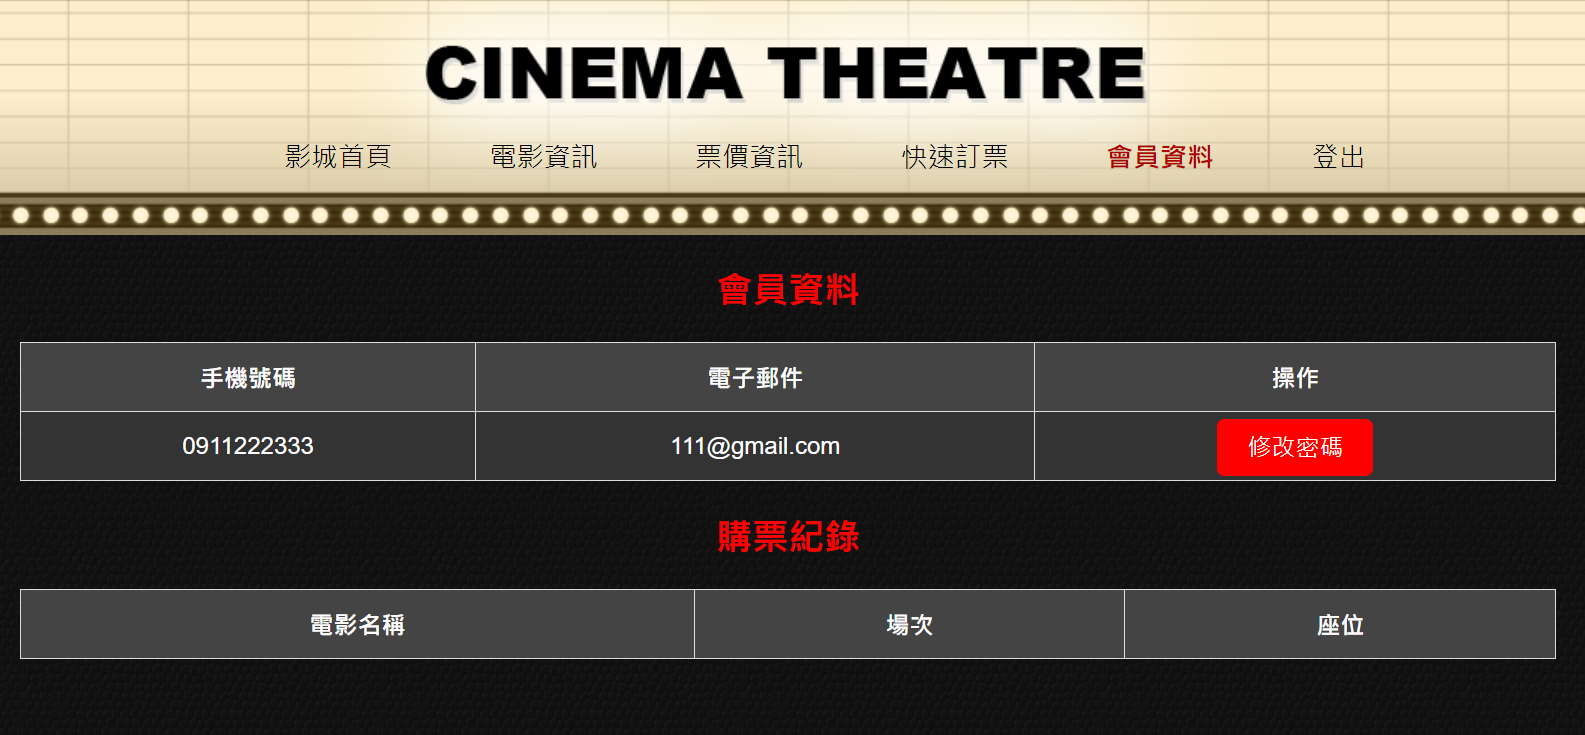 CINEMA THEATRE
影城首頁 電影資訊 票價資訊 快速訂票 會員資料 登出
會員資料
手機號碼 電子郵件 操作
0911222333 111@gmail.com 修改密碼
購票紀錄
電影名稱 場次 座位